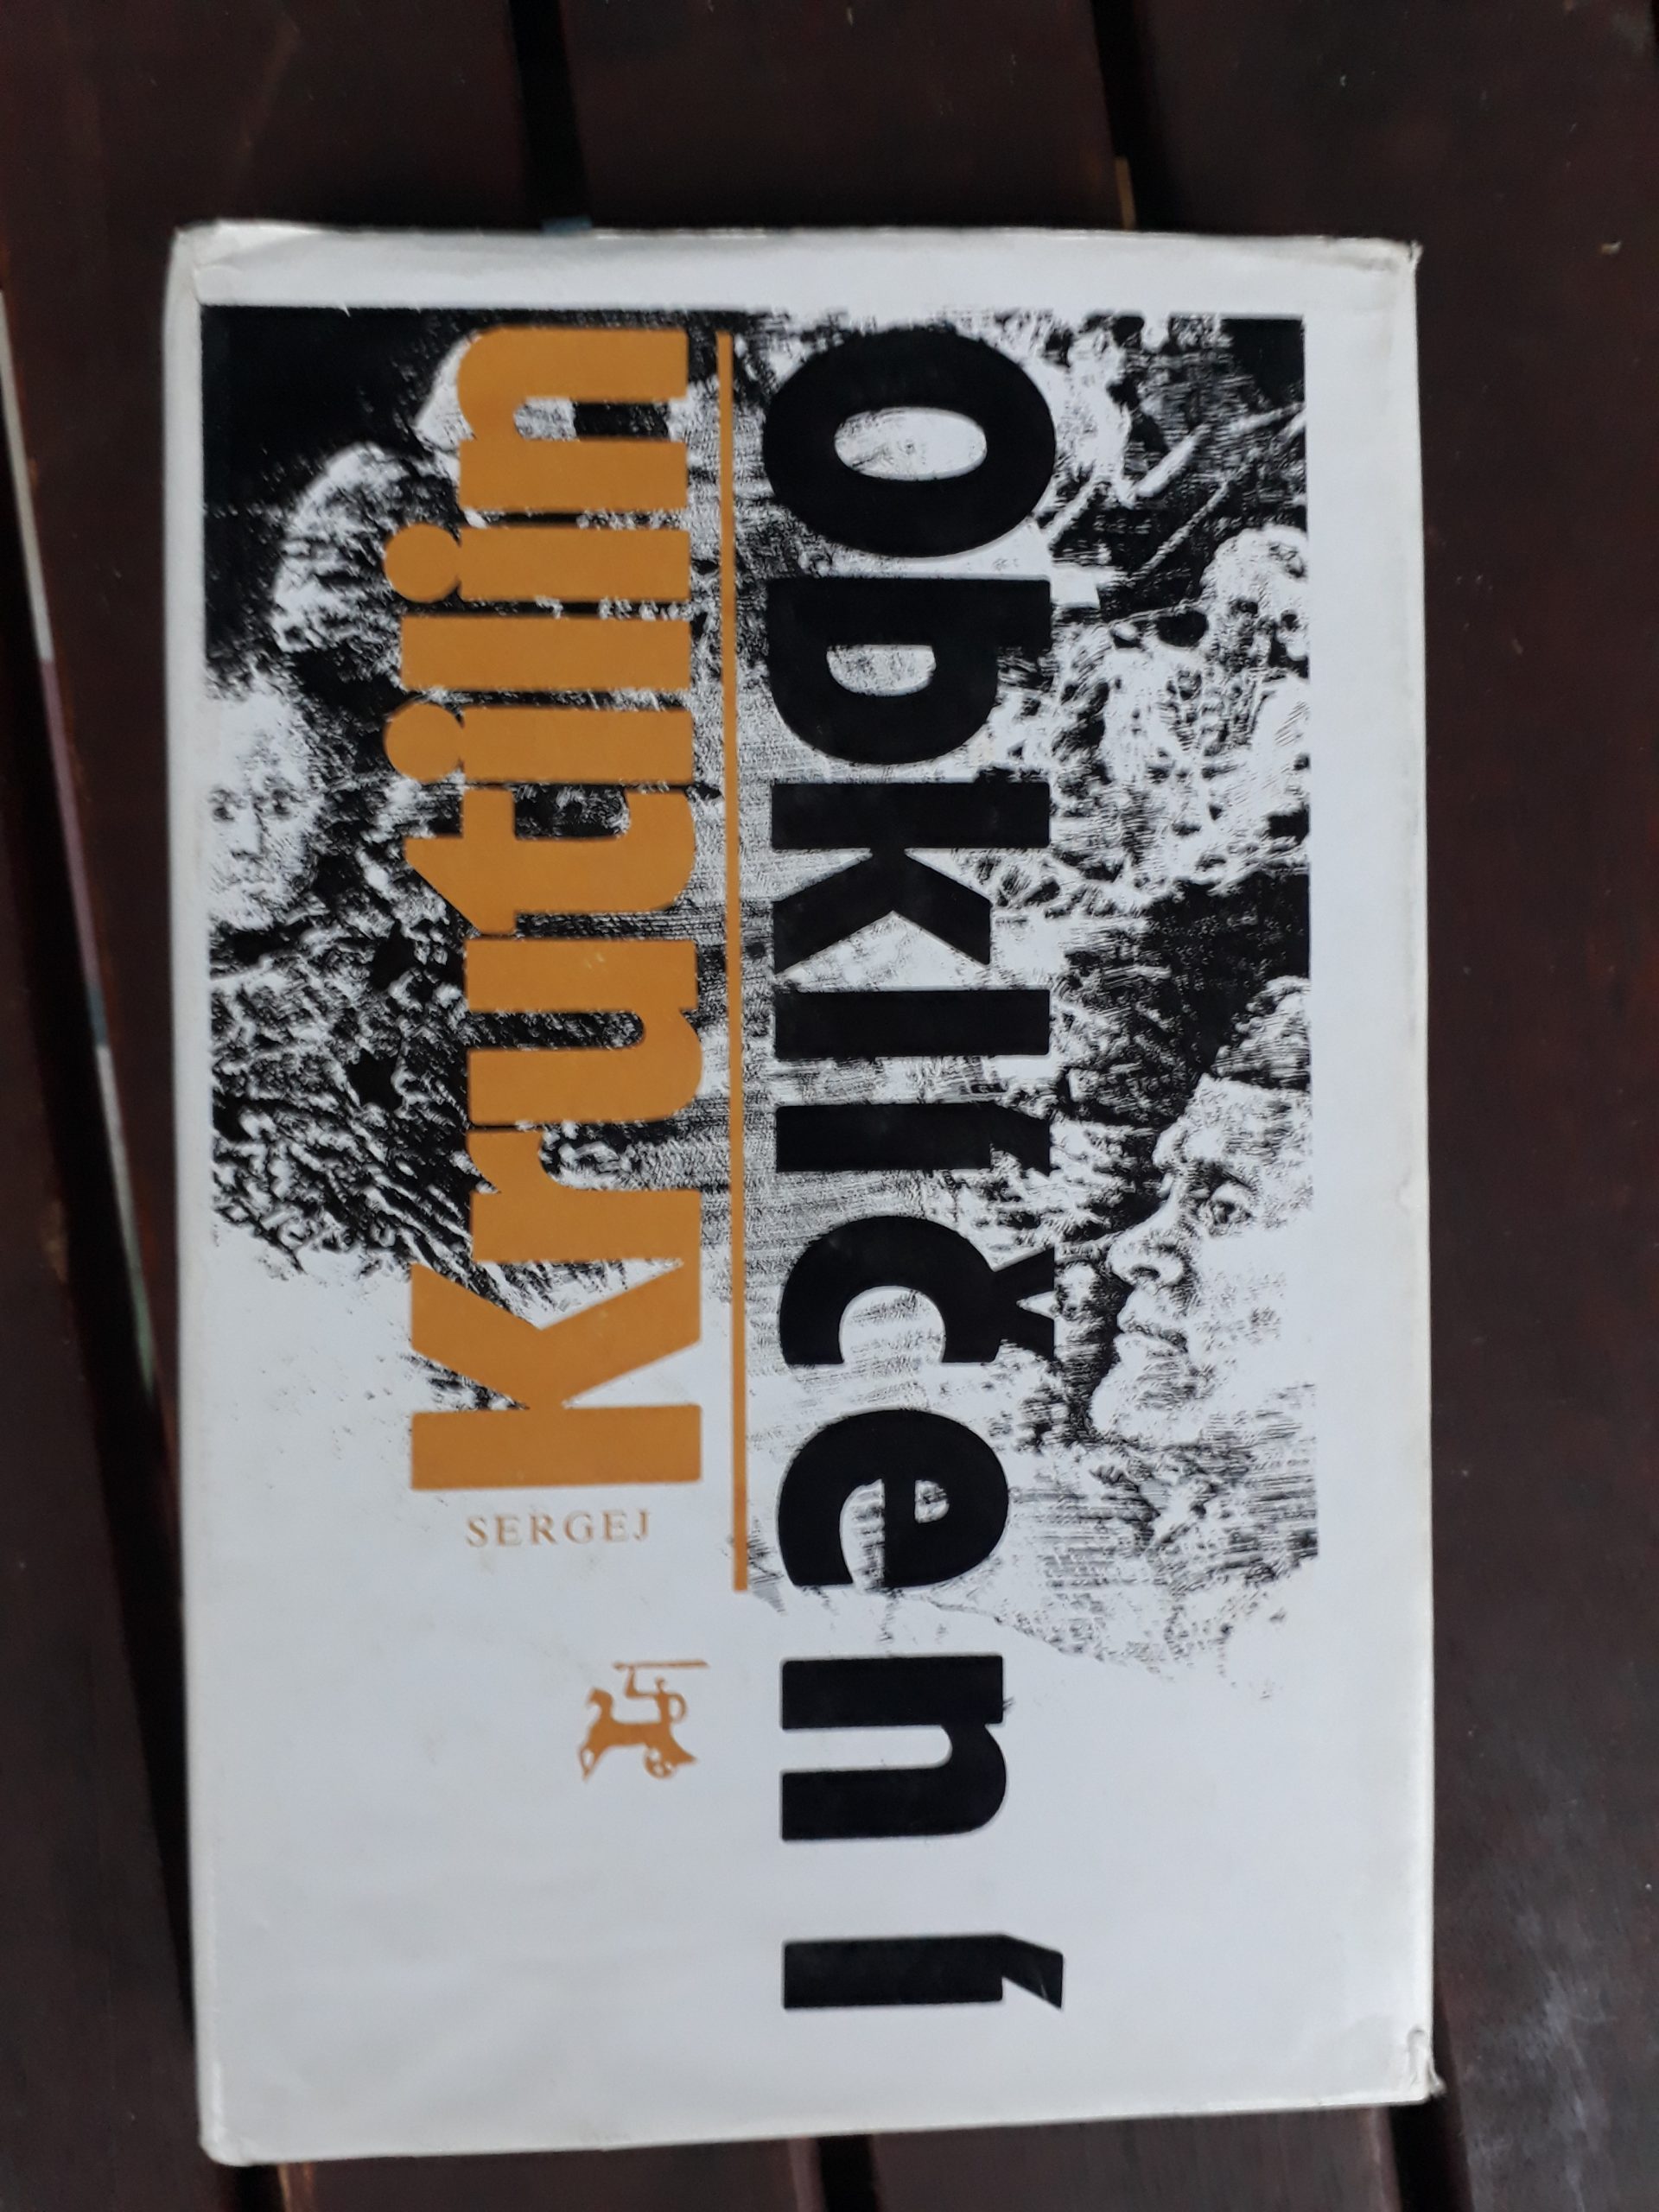 SERGEJ
Krutilin
Obklíčení